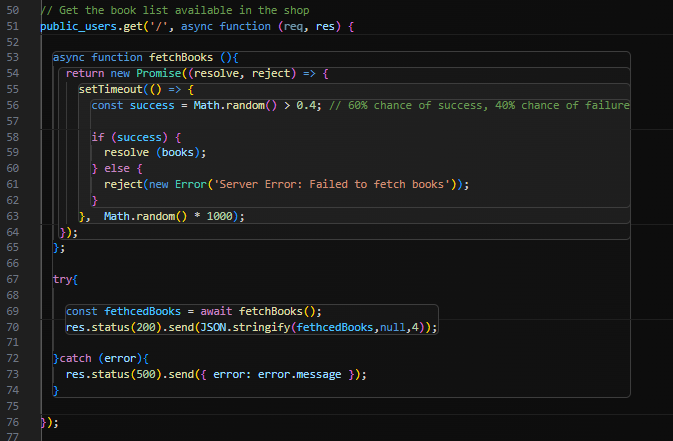 50 // Get the book list available in the shop
51 public_users.get('/', async function (req, res) {
52
53 async function fetchBooks (){
54 return new Promise((resolve, reject) => {
55 setTimeout(() => {
56 const success = Math.random() > 0.4; // 60% chance of success, 40% chance of failure
57
58 if (success) {
59 resolve (books);
60 } else {
61 reject(new Error('Server Error: Failed to fetch books'));
62 }
63 }, Math.random() * 1000);
64 });
65 };
66
67 try{
68
69 const fethcedBooks = await fetchBooks();
70 res.status(200).send(JSON.stringify(fethcedBooks,null,4));
71
72 }catch (error){
73 res.status(500).send({ error: error.message });
74 }
75
76 });
77